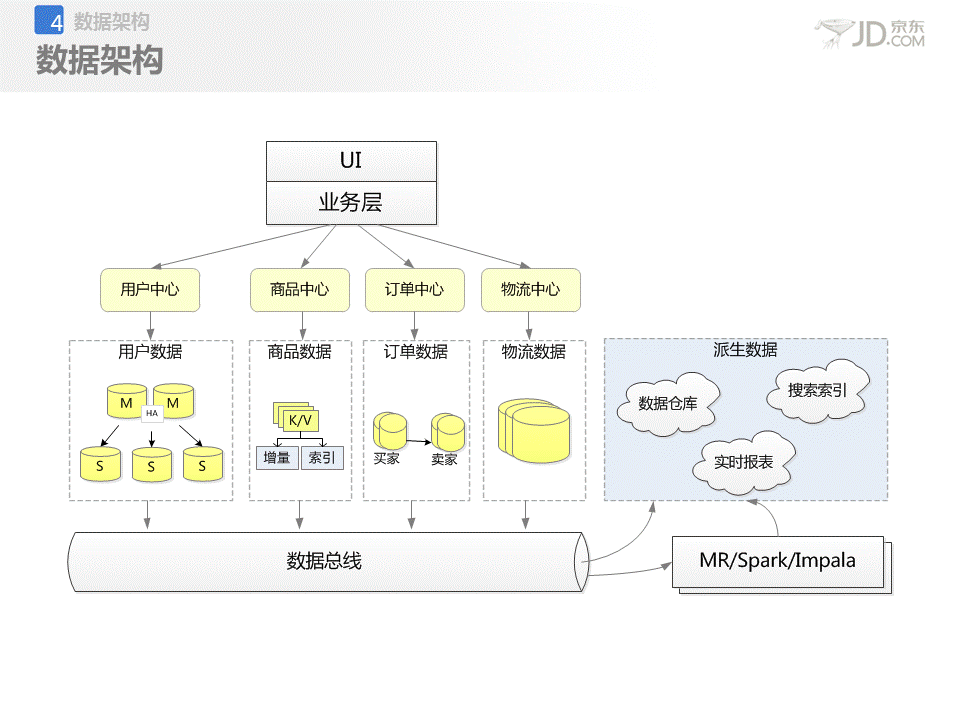 4 数据架构
数据架构
JD京东.COM
UI
业务层
用户中心
商品中心
订单中心
物流中心
用户数据
商品数据
订单数据
物流数据
派生数据
M
HA
M
S
S
S
K/V
增量
索引
买家
卖家
数据仓库
搜索索引
实时报表
数据总线
MR/Spark/Impala